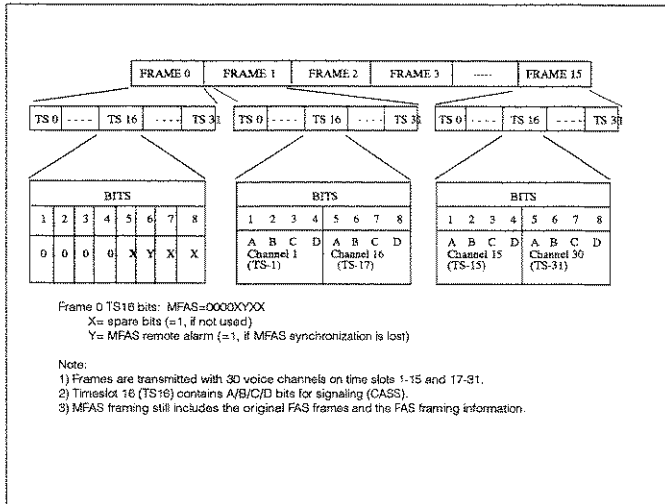 FRAME 0 FRAME 1 FRAME 2 FRAME 3 ----- FRAME 15
TS 0 ---- TS 16 ---- TS 31 TS 0 ---- TS 16 ---- TS 31 TS 0 ---- TS 16 ---- TS 31
BITS BITS BITS
1 2 3 4 5 6 7 8 1 2 3 4 5 6 7 8 1 2 3 4 5 6 7 8
0 0 0 0 X Y X X A B C D A B C D A B C D A B C D
Channel 1 Channel 16 Channel 15 Channel 30
(TS-1) (TS-17) (TS-15) (TS-31)
Frame 0 TS16 bits: MFAS=0000XYXX
X= spare bits (=1, if not used)
Y= MFAS remote alarm (=1, if MFAS synchronization is lost)
Note:
1) Frames are transmitted with 30 voice channels on time slots 1-15 and 17-31.
2) Timeslot 16 (TS16) contains A/B/C/D bits for signaling (CASS).
3) MFAS framing still includes the original FAS frames and the FAS framing information.